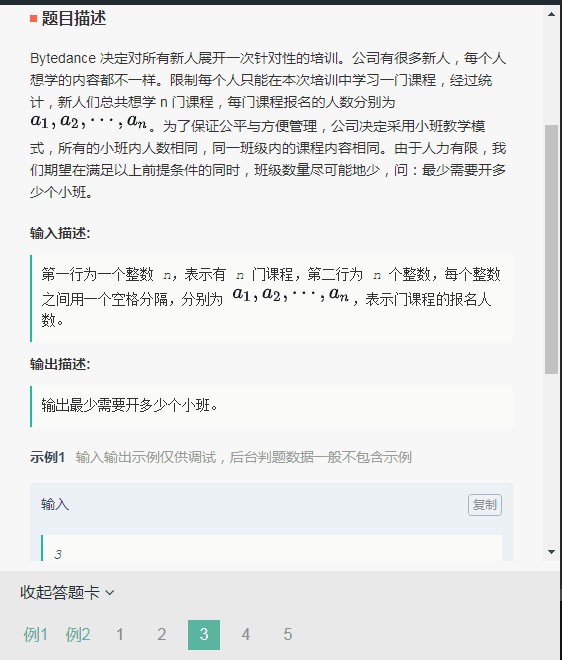 题目描述
Bytedance 决定对所有新人展开一次针对性的培训。公司有很多新人，每个人
想学的内容都不一样。限制每个人只能在本次培训中学习一门课程，经过统
计，新人们总共想学 n 门课程，每门课程报名的人数分别为
a₁, a₂, ⋯, aₙ。为了保证公平与方便管理，公司决定采用小班教学模
式，所有的小班内人数相同，同一班级内的课程内容相同。由于人力有限，我
们期望在满足以上前提条件的同时，班级数量尽可能地少，问：最少需要开多
少个小班。
输入描述:
第一行为一个整数 n，表示有 n 门课程，第二行为 n 个整数，每个整数
之间用一个空格分隔，分别为 a₁, a₂, ⋯, aₙ，表示门课程的报名人
数。
输出描述:
输出最少需要开多少个小班。
示例1 输入输出示例仅供调试，后台判题数据一般不包含示例
输入 复制
3
收起答题卡
例1 例2 1 2 3 4 5